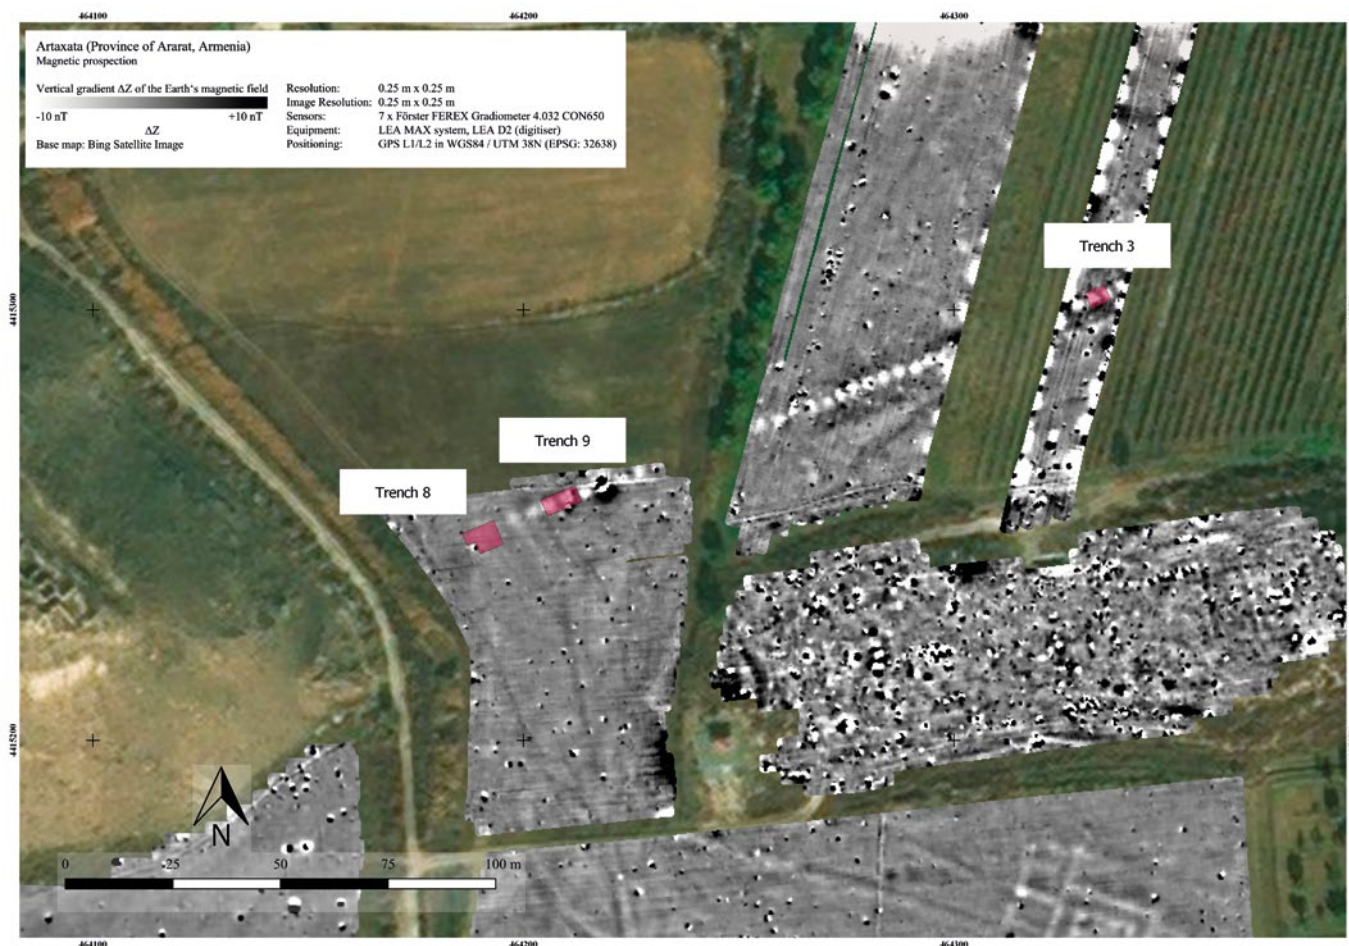 464100 464200 464300
Artaxata (Province of Ararat, Armenia)
Magnetic prospection
Vertical gradient ΔZ of the Earth's magnetic field
-10 nT +10 nT
ΔZ
Base map: Bing Satellite Image
Resolution: 0.25 m x 0.25 m
Image Resolution: 0.25 m x 0.25 m
Sensors: 7 x Förster FEREX Gradiometer 4.032 CON650
Equipment: LEA MAX system, LEA D2 (digitiser)
Positioning: GPS L1/L2 in WGS84 / UTM 38N (EPSG: 32638)
Trench 3
4415300 4415300
Trench 9
Trench 8
4415200 4415200
N
0 25 50 75 100 m
464100 464200 464300